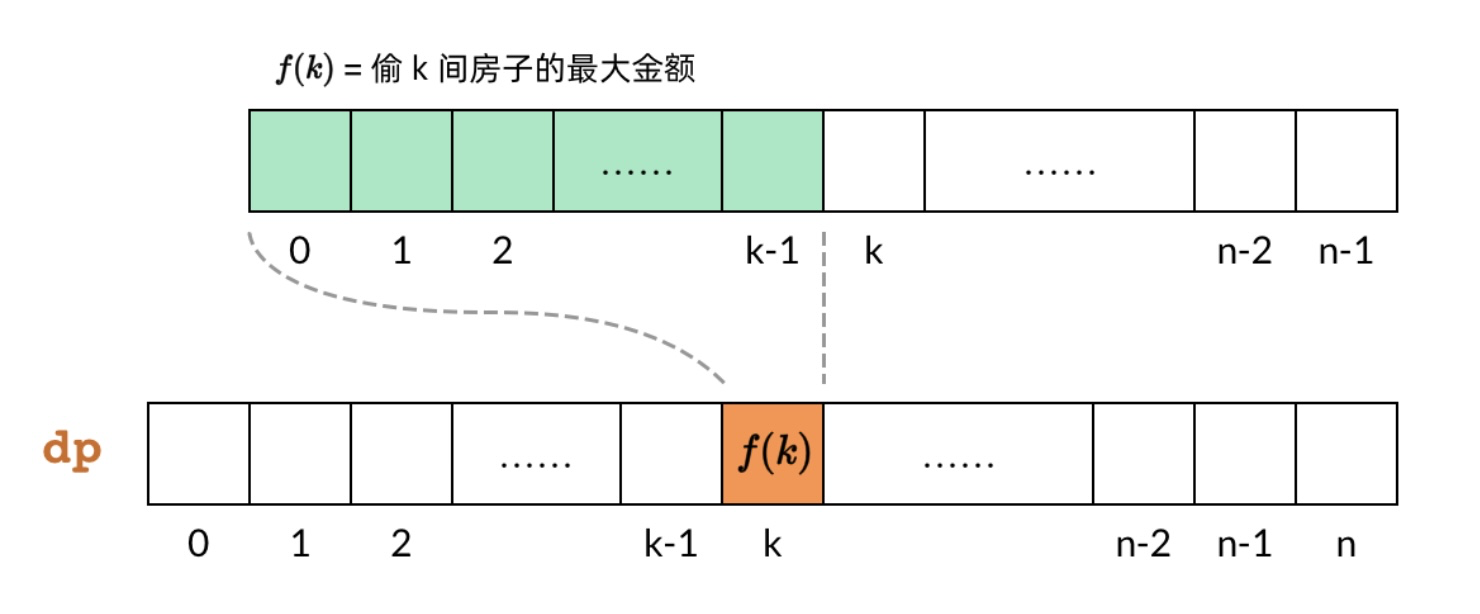 f(k) = 偷 k 间房子的最大金额
...... ......
0 1 2 k-1 k n-2 n-1
dp ...... f(k) ......
0 1 2 k-1 k n-2 n-1 n